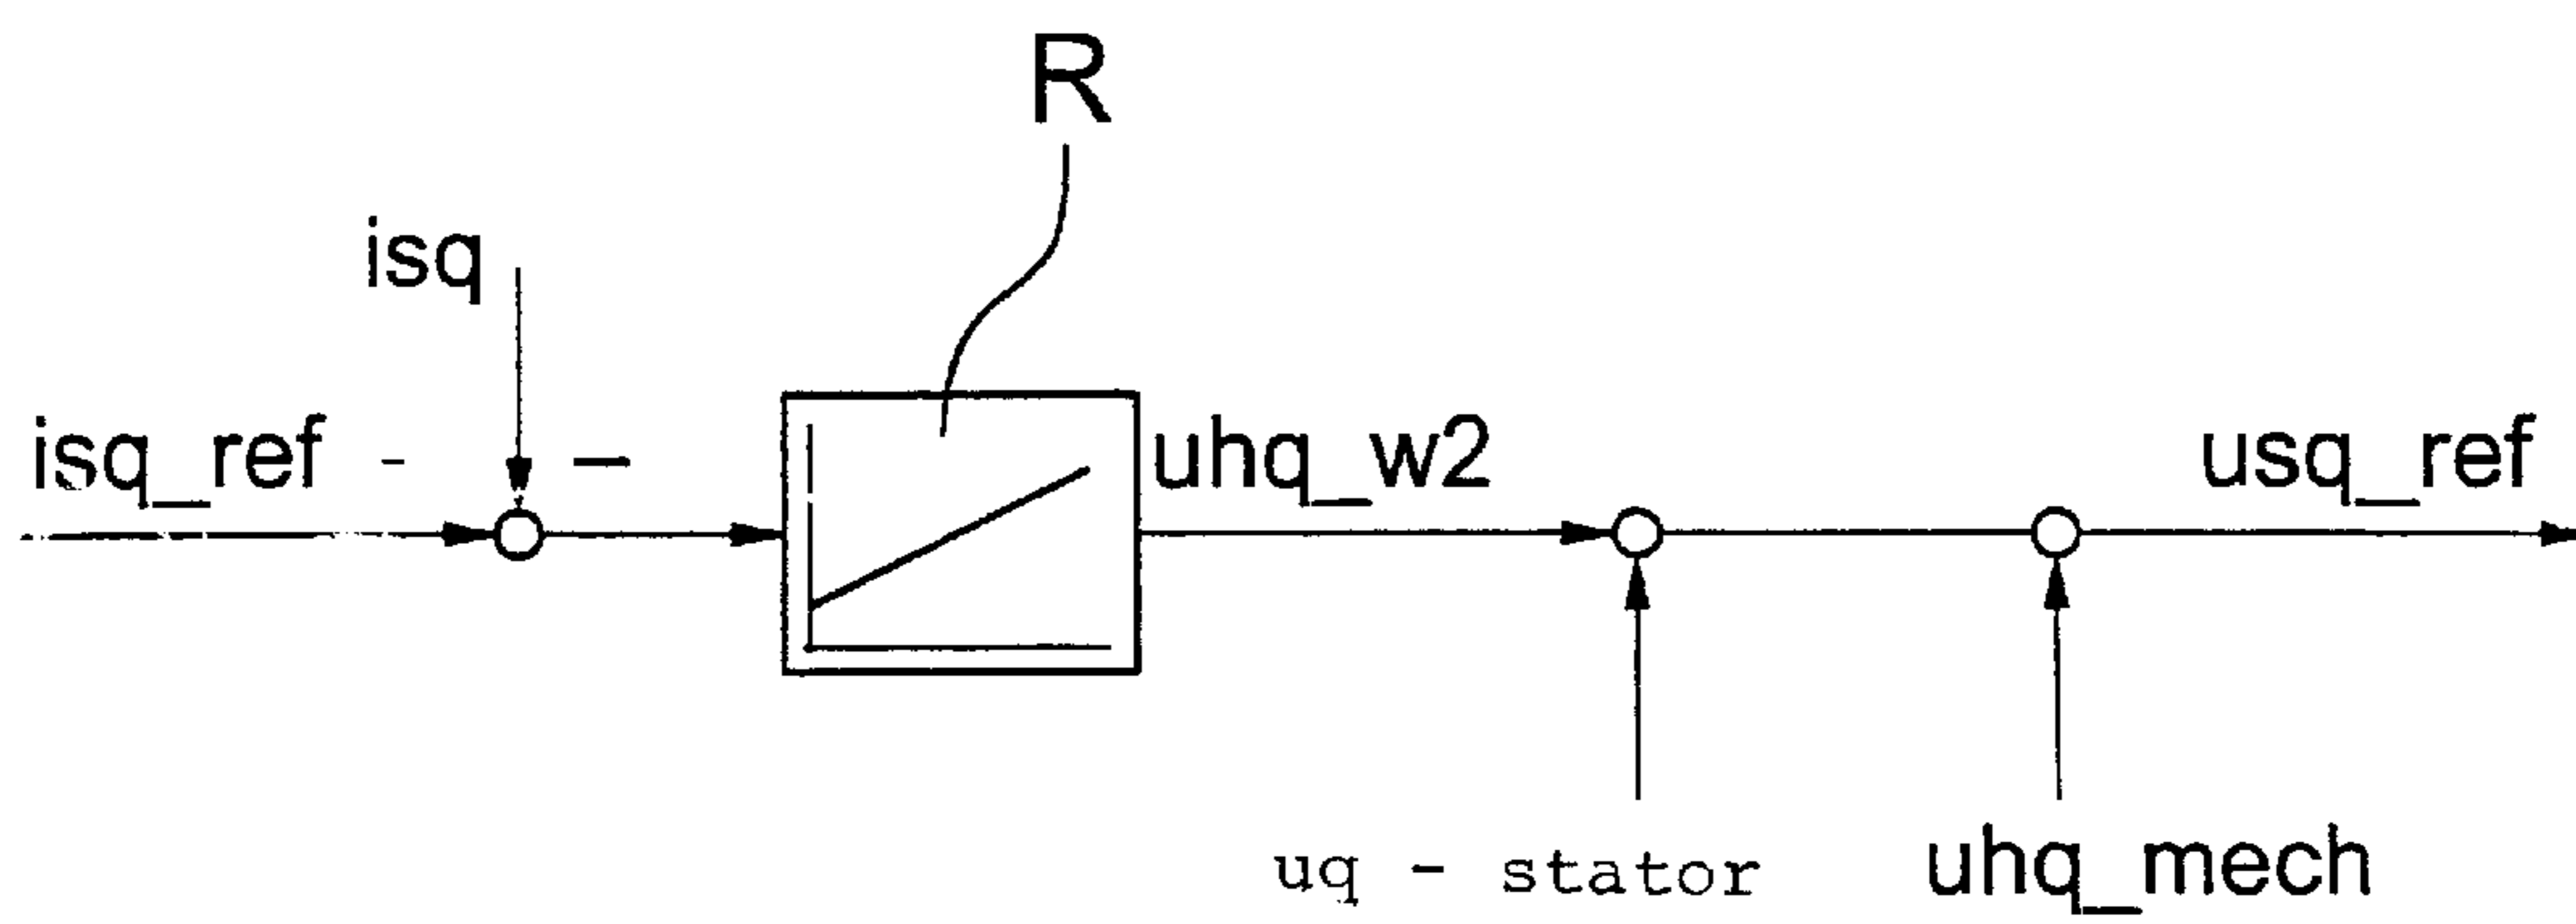 R
isq
isq_ref - –
uhq_w2
usq_ref
uq - stator
uhq_mech